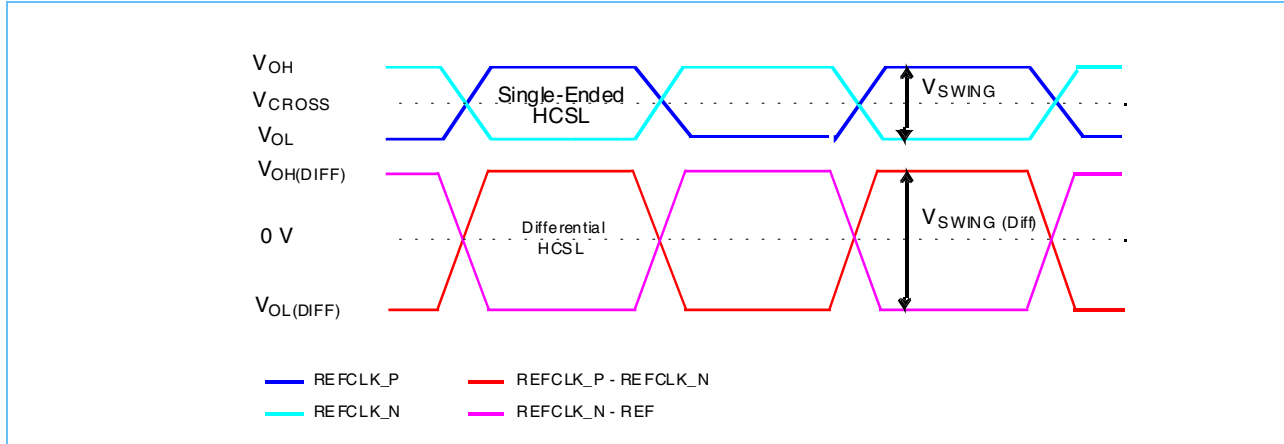 VOH
VCROSS
VOL
Single-Ended
HCSL
VSWING
VOH(DIFF)
0 V
VOL(DIFF)
Differential
HCSL
VSWING (Diff)
REFCLK_P
REFCLK_P - REFCLK_N
REFCLK_N
REFCLK_N - REF